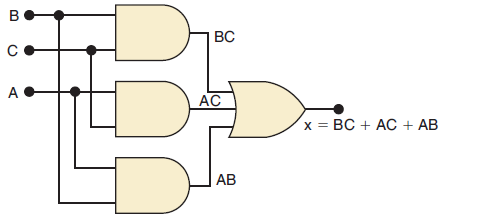 B
BC
C
A
AC
x = BC + AC + AB
AB